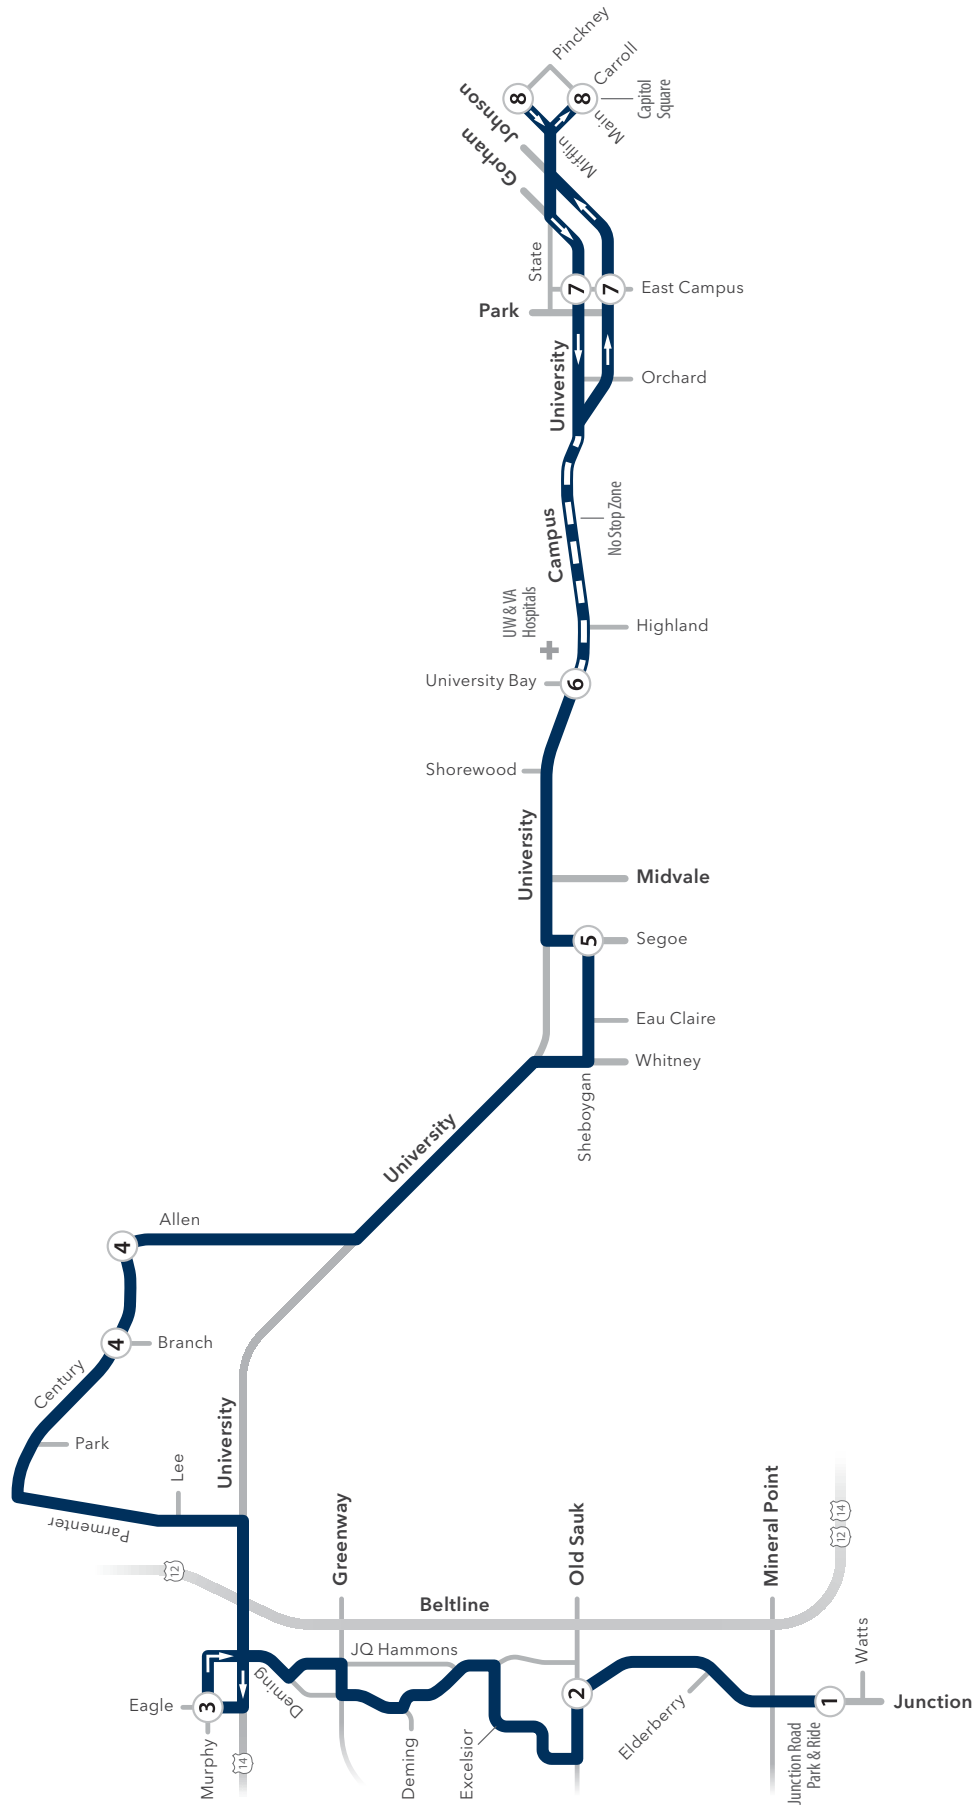 Pinckney
Carroll
8
8
Capitol
Square
Main
Mifflin
Johnson
Gorham
State
7
7
East Campus
Park
University
Orchard
Campus
No Stop Zone
UW & VA
Hospitals
Highland
University Bay
6
Shorewood
University
Midvale
5
Segoe
Eau Claire
Whitney
Sheboygan
University
Allen
4
4
Branch
Century
Park
Lee
University
Parmenter
12
Greenway
Old Sauk
Mineral Point
14
12
Beltline
JQ Hammons
Eagle
3
Deming
Murphy
14
Deming
Excelsior
2
Elderberry
Watts
1
Junction
Junction Road
Park & Ride